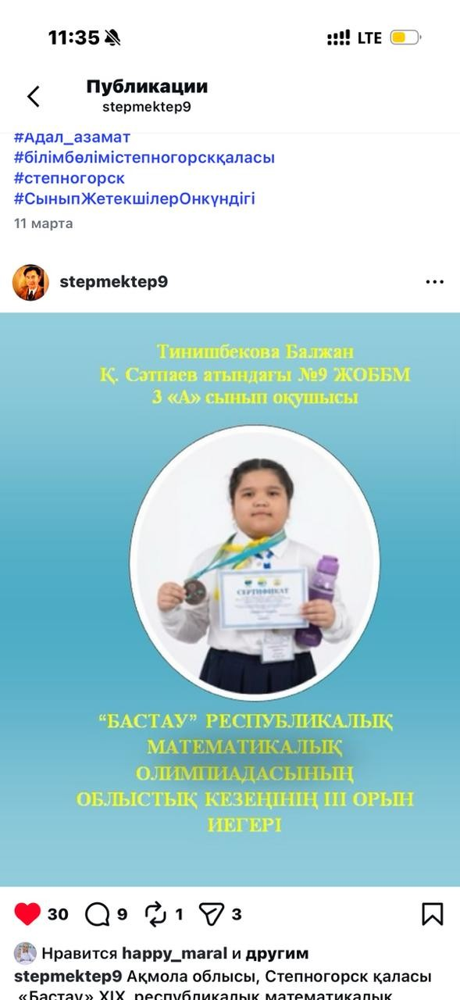 11:35
LTE
Публикации
stepmektep9
#Адал_азамат
#білімбөлімістепногорскқаласы
#степногорск
#СыныпЖетекшілерОнкүндігі
11 марта
stepmektep9
Тинишбекова Балжан
Қ. Сәтпаев атындағы №9 ЖОББМ
3 «А» сынып оқушысы
СЕРТИФИКАТ
“БАСТАУ” РЕСПУБЛИКАЛЫҚ
МАТЕМАТИКАЛЫҚ
ОЛИМПИАДАСЫНЫҢ
ОБЛЫСТЫҚ КЕЗЕҢІНІҢ III ОРЫН
ИЕГЕРІ
30 9 1 3
Нравится happy_maral и другим
stepmektep9 Ақмола облысы, Степногорск қаласы
«Бастау» XIX республикалық математикалық